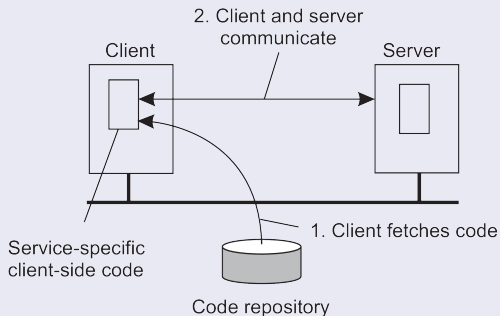 2. Client and server
communicate
Client
Server
1. Client fetches code
Service-specific
client-side code
Code repository